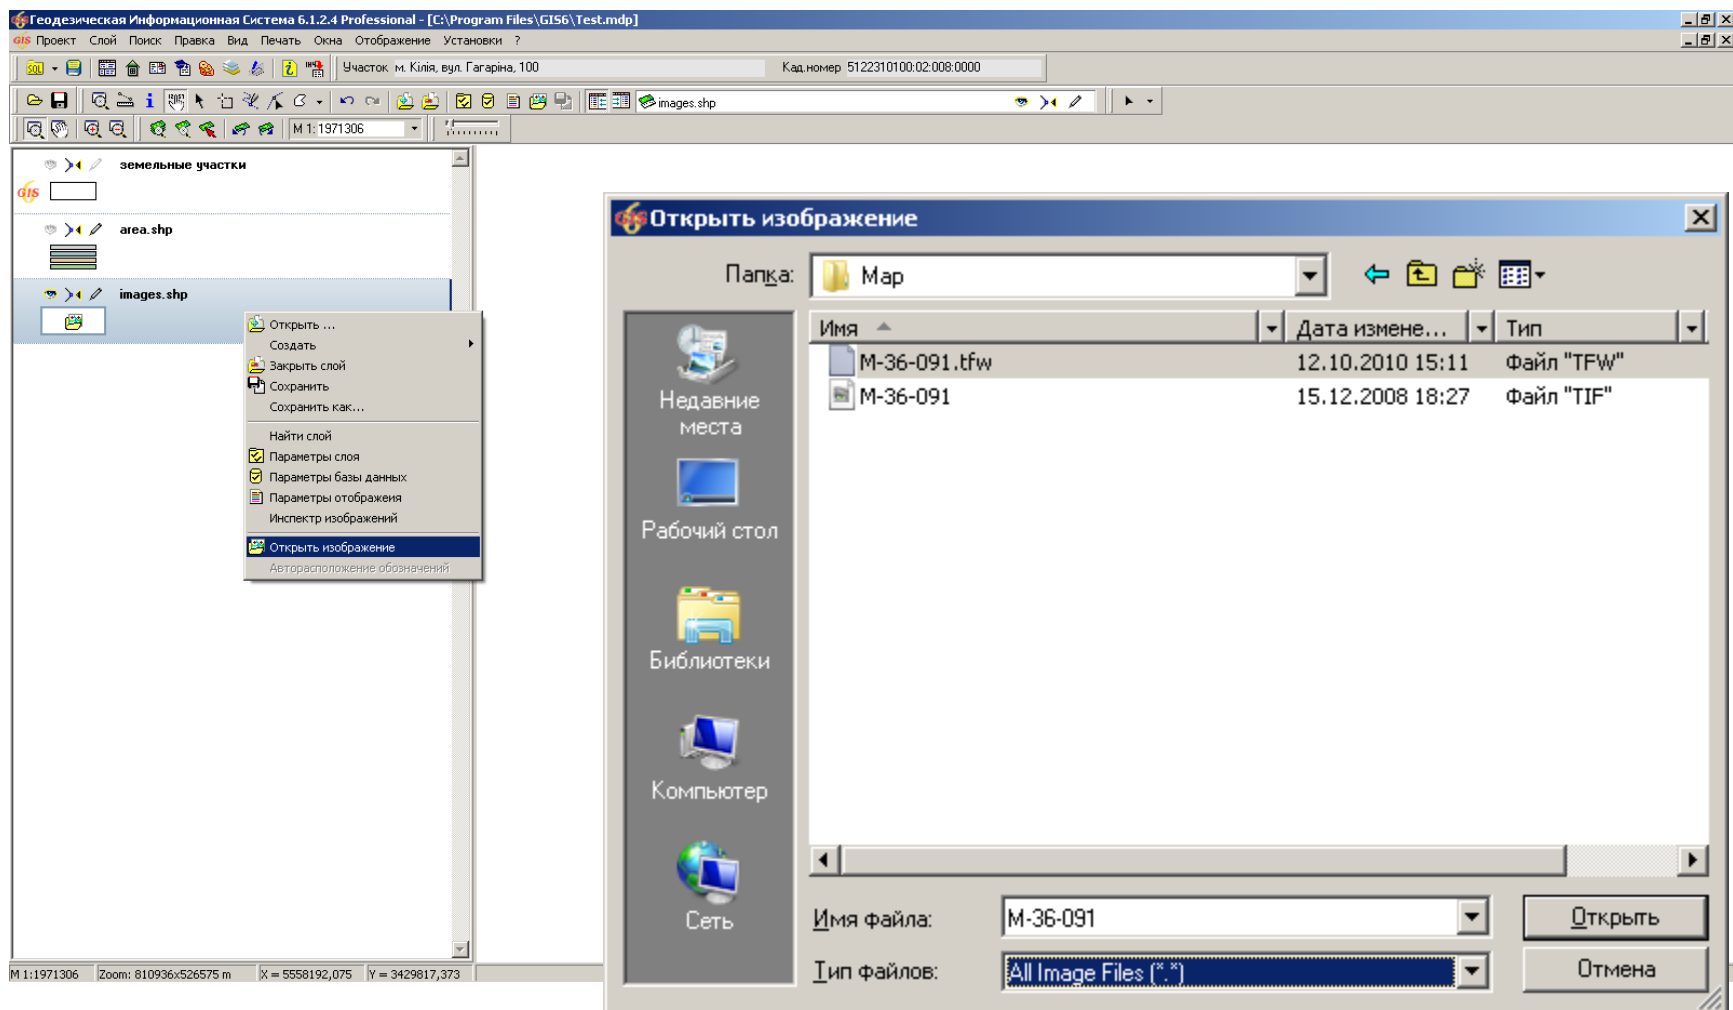 Геодезическая Информационная Система 6.1.2.4 Professional - [C:\Program Files\GIS6\Test.mdp]
GIS Проект Слой Поиск Правка Вид Печать Окна Отображение Установки ?
SQL Участок м. Кілія, вул. Гагаріна, 100 Кад.номер 5122310100:02:008:0000
images.shp
М 1: 1971306
земельные участки
GIS
area.shp
images.shp
Открыть ...
Создать
Закрыть слой
Сохранить
Сохранить как...
Найти слой
Параметры слоя
Параметры базы данных
Параметры отображеия
Инспектр изображений
Открыть изображение
Авторасположение обозначений
М 1:1971306 Zoom: 810936x526575 m X = 5558192,075 Y = 3429817,373
Открыть изображение
Папка: Map
Имя Дата измене... Тип
M-36-091.tfw 12.10.2010 15:11 Файл "TFW"
M-36-091 15.12.2008 18:27 Файл "TIF"
Недавние
места
Рабочий стол
Библиотеки
Компьютер
Сеть
Имя файла: M-36-091 Открыть
Тип файлов: All Image Files (*.*) Отмена